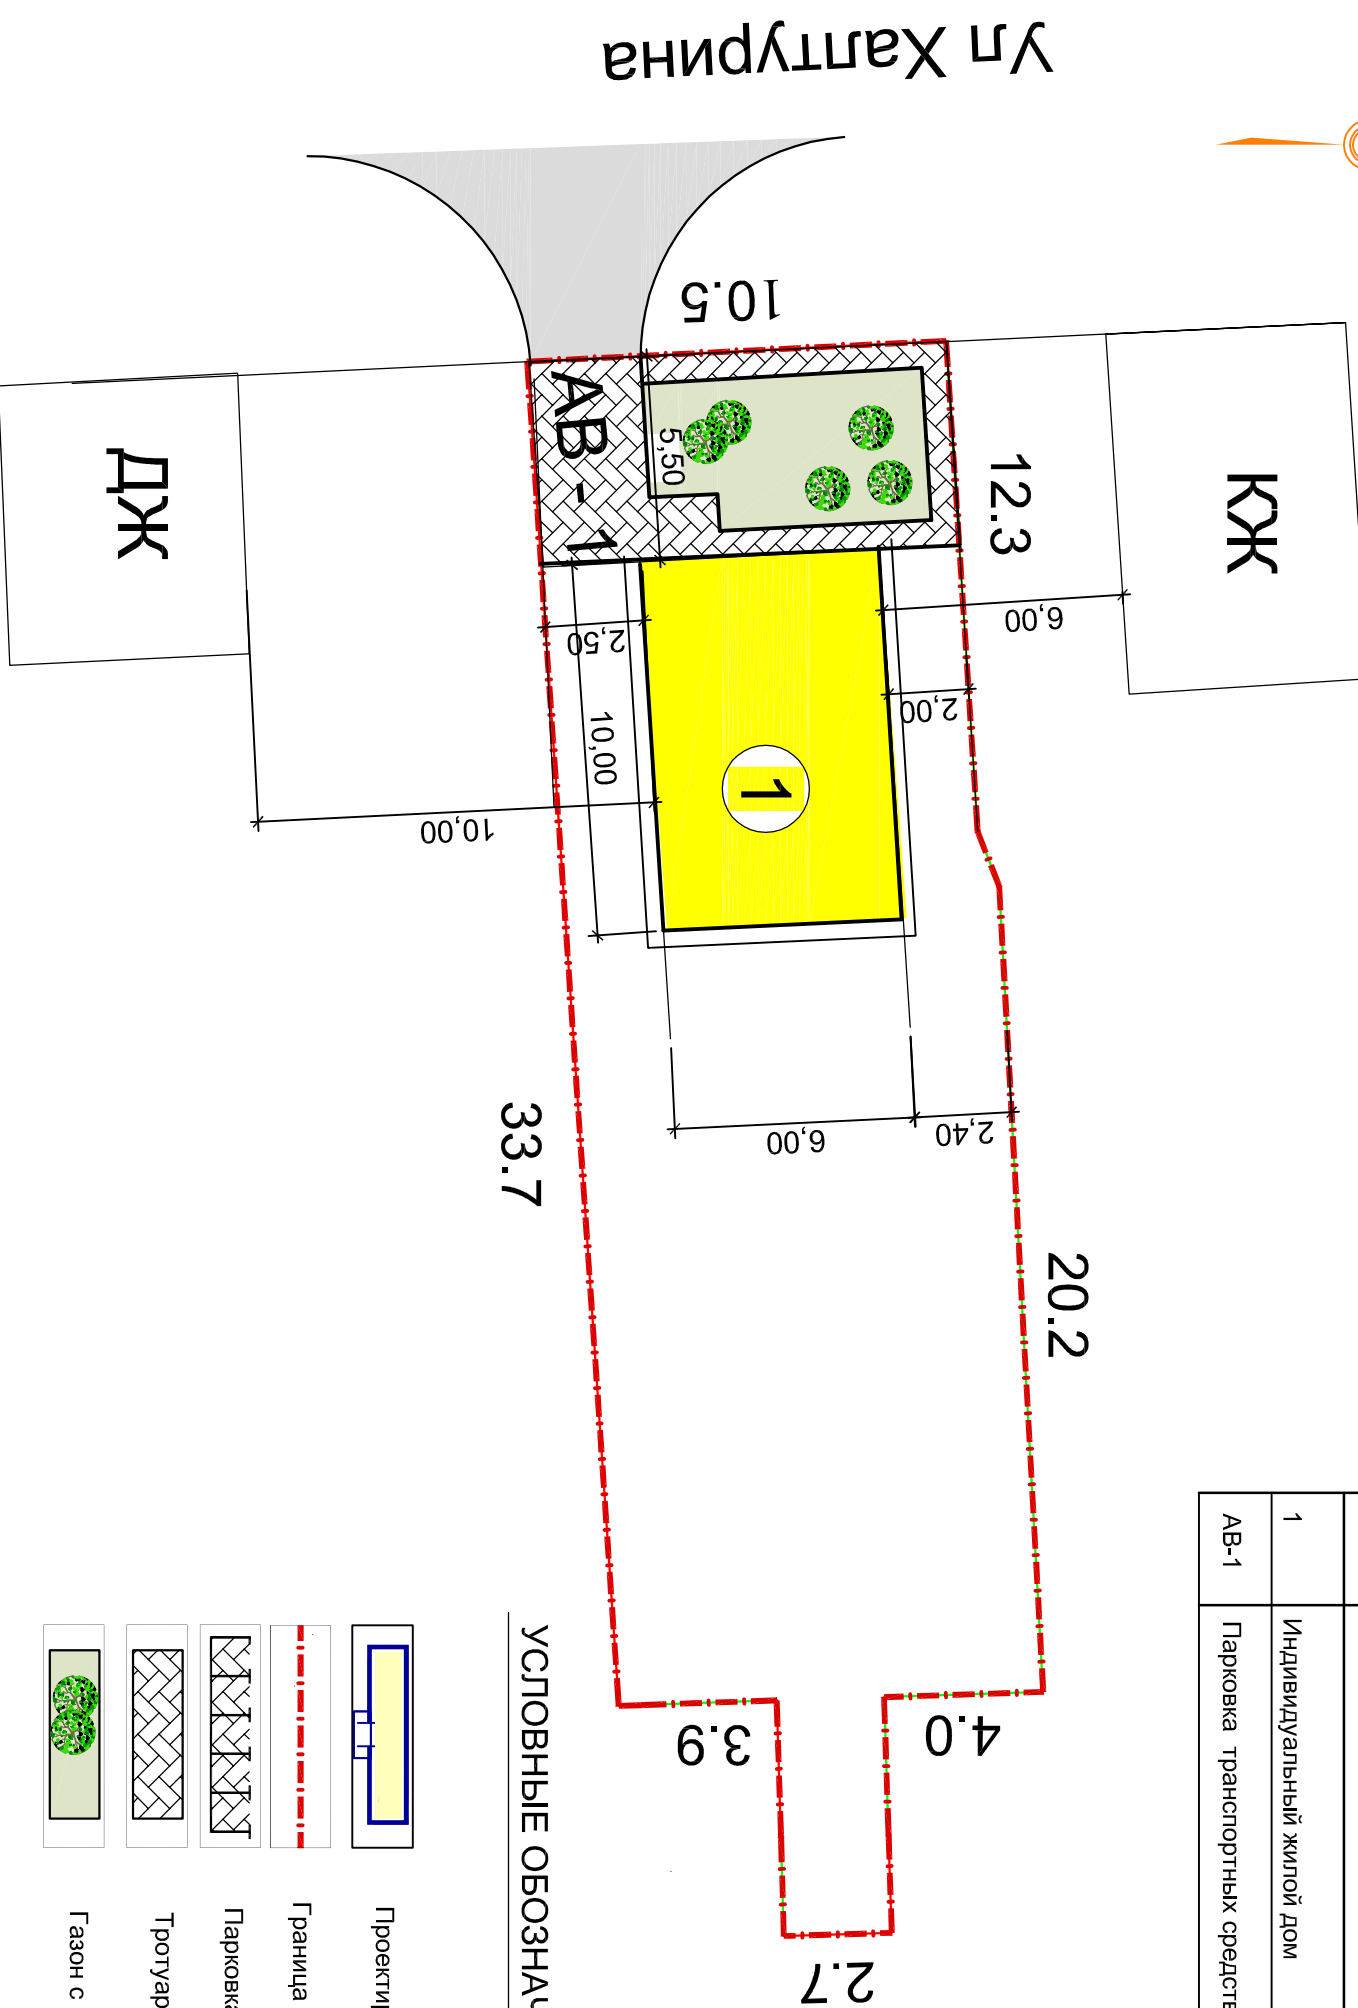 Ул Халтурина
10.5
12.3
КЖ
ДЖ
АВ - 1
5,50
6,00
2,50
2,00
10,00
10,00
1
33.7
6,00
2,40
20.2
3.9
4.0
2.7
1 Индивидуальный жилой дом
АВ-1 Парковка транспортных средств
УСЛОВНЫЕ ОБОЗНАЧ
Проектир
Граница
Парковка
Тротуар
Газон с